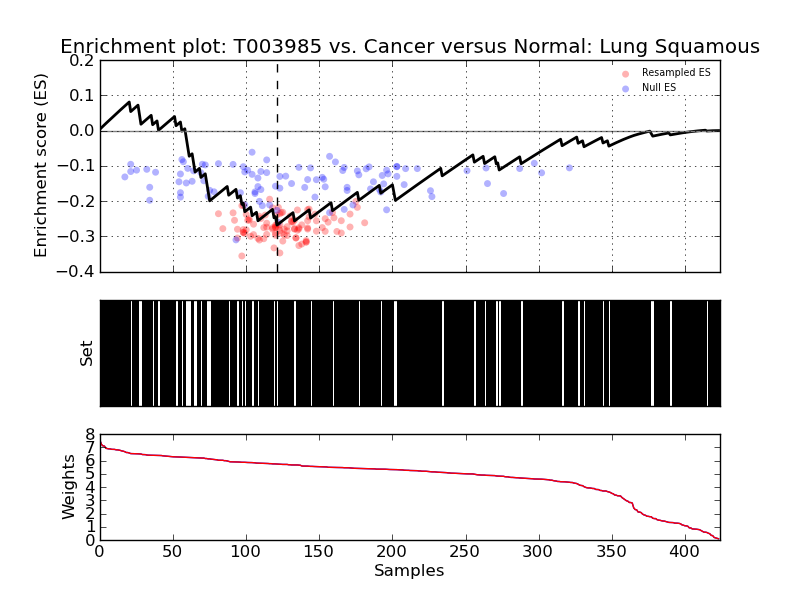 Enrichment plot: T003985 vs. Cancer versus Normal: Lung Squamous
Enrichment score (ES)
0.2
0.1
0.0
−0.1
−0.2
−0.3
−0.4
Resampled ES
Null ES
Set
Weights
8
7
6
5
4
3
2
1
0
0 50 100 150 200 250 300 350 400
Samples